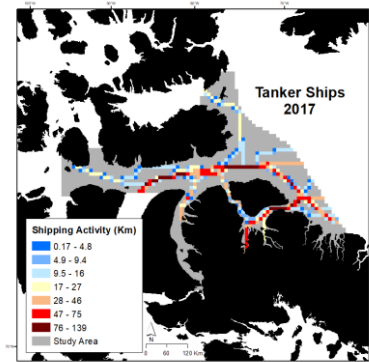 Tanker Ships
2017
Shipping Activity (Km)
0.17 - 4.8
4.9 - 9.4
9.5 - 16
17 - 27
28 - 46
47 - 75
76 - 139
Study Area
N
0 30 60 120 Km